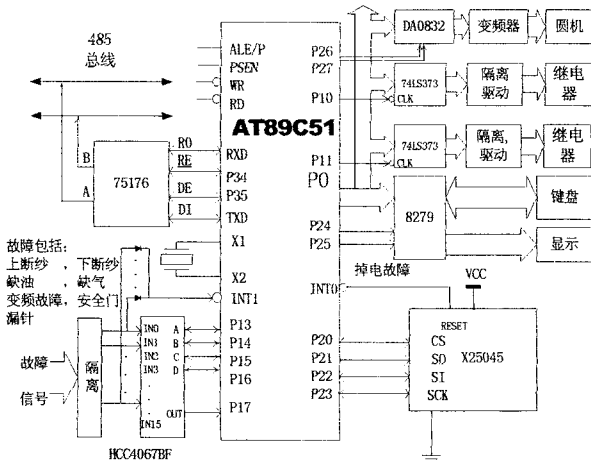 485
总线
ALE/P
PSEN
WR
RD
AT89C51
P26
P27
DA0832
变频器
圆机
P10
74LS373
CLK
隔离
驱动
继电
器
P11
74LS373
CLK
隔离,
驱动
继电
器
P0
B
A
75176
RO
RE
DE
DI
RXD
P34
P35
TXD
8279
键盘
显示
P24
P25
X1
X2
INT1
故障包括:
上断纱 ,下断纱
缺油 ,缺气
变频故障,安全门
漏针
掉电故障
VCC
INT0
故障
信号
隔离
IN0
IN1
IN2
IN3
IN15
A
B
C
D
OUT
P13
P14
P15
P16
P17
HCC4067BF
P20
P21
P22
P23
RESET
CS
SO
SI
SCK
X25045